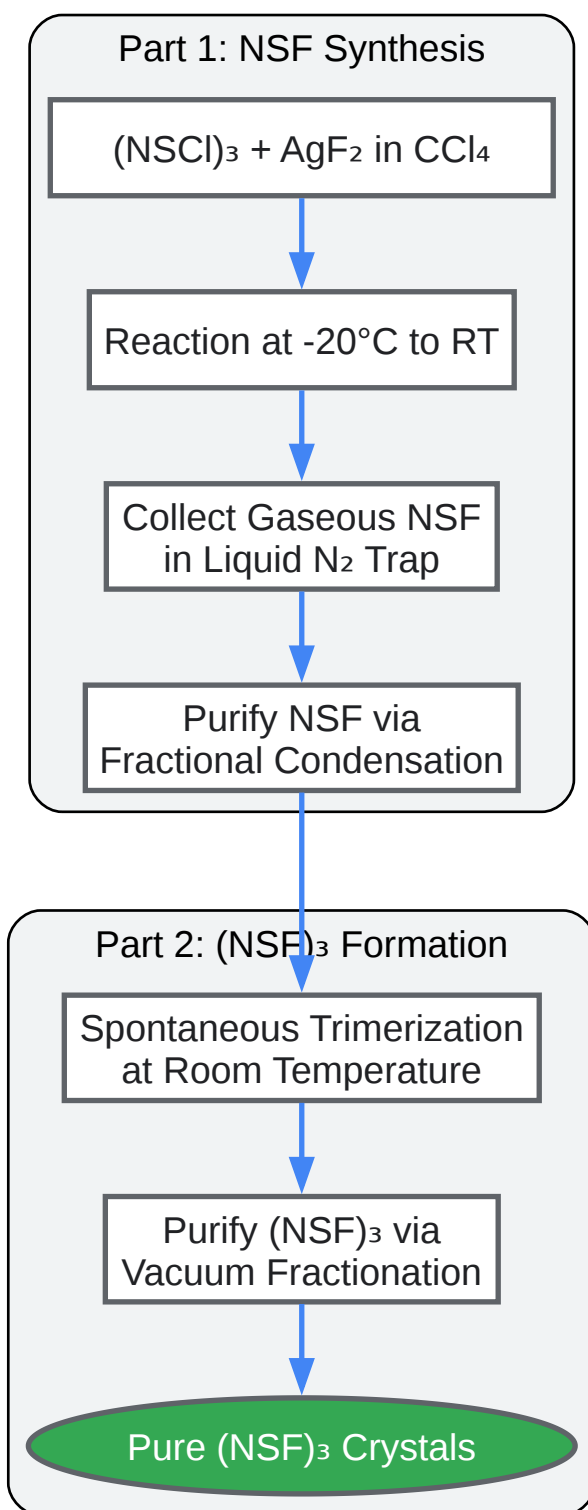 Part 1: NSF Synthesis
(NSCl)₃ + AgF₂ in CCl₄
Reaction at -20°C to RT
Collect Gaseous NSF
in Liquid N₂ Trap
Purify NSF via
Fractional Condensation
Part 2: (NSF)₃ Formation
Spontaneous Trimerization
at Room Temperature
Purify (NSF)₃ via
Vacuum Fractionation
Pure (NSF)₃ Crystals